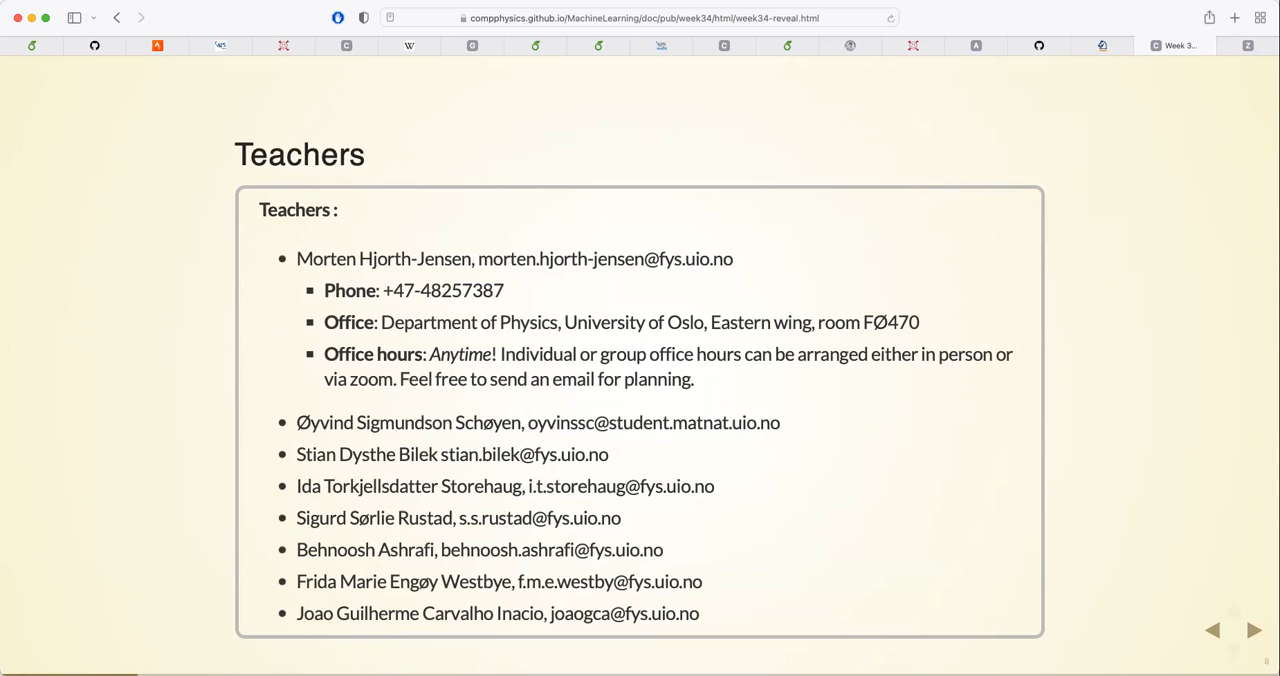 compphysics.github.io/MachineLearning/doc/pub/week34/html/week34-reveal.html
C
W
G
C
A
C Week 3...
Z
Teachers
Teachers :
Morten Hjorth-Jensen, morten.hjorth-jensen@fys.uio.no
Phone: +47-48257387
Office: Department of Physics, University of Oslo, Eastern wing, room FØ470
Office hours: Anytime! Individual or group office hours can be arranged either in person or
via zoom. Feel free to send an email for planning.
Øyvind Sigmundson Schøyen, oyvinssc@student.matnat.uio.no
Stian Dysthe Bilek stian.bilek@fys.uio.no
Ida Torkjellsdatter Storehaug, i.t.storehaug@fys.uio.no
Sigurd Sørlie Rustad, s.s.rustad@fys.uio.no
Behnoosh Ashrafi, behnoosh.ashrafi@fys.uio.no
Frida Marie Engøy Westbye, f.m.e.westby@fys.uio.no
Joao Guilherme Carvalho Inacio, joaogca@fys.uio.no
8